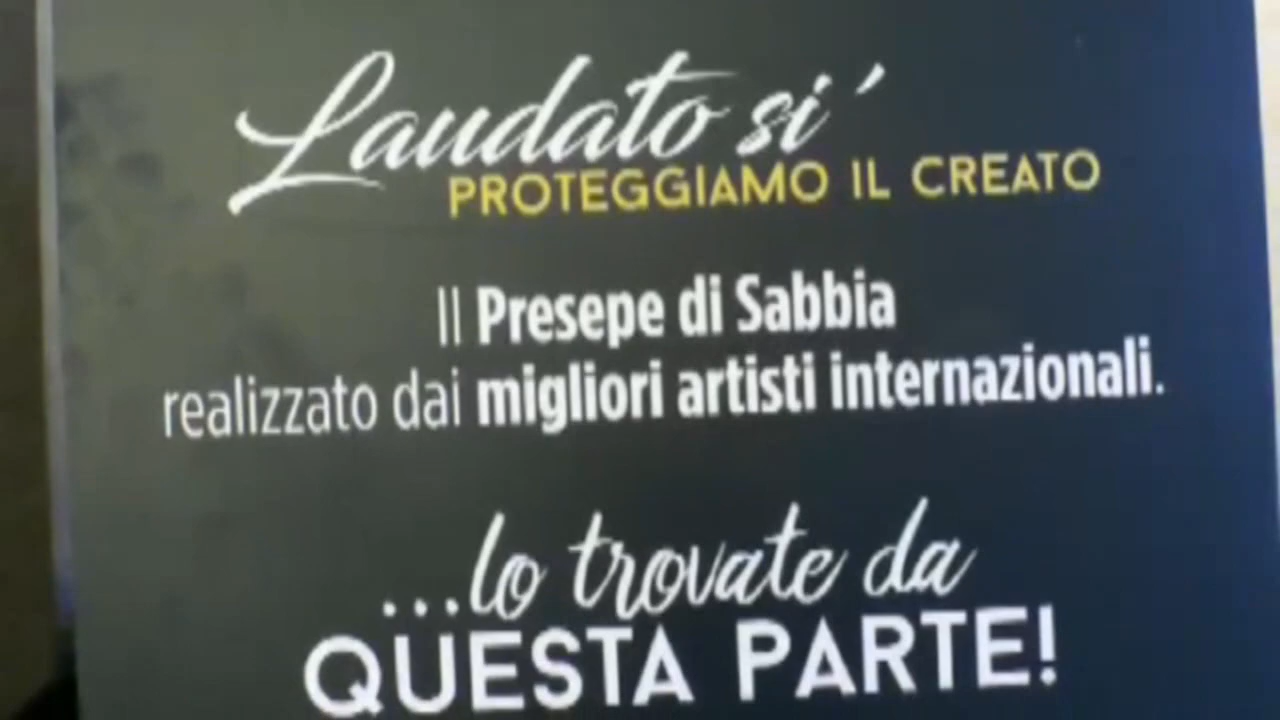 Laudato si'
PROTEGGIAMO IL CREATO
Il Presepe di Sabbia
realizzato dai migliori artisti internazionali.
...lo trovate da
QUESTA PARTE!